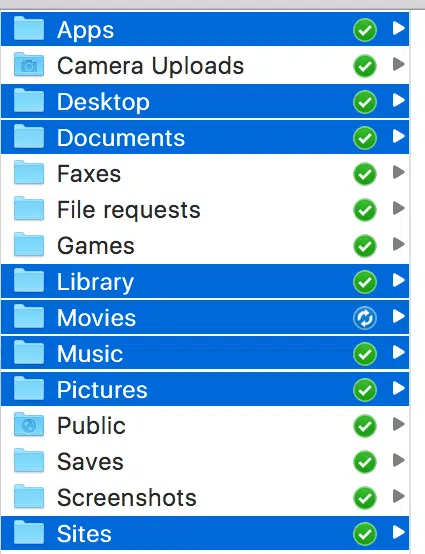 Apps
Camera Uploads
Desktop
Documents
Faxes
File requests
Games
Library
Movies
Music
Pictures
Public
Saves
Screenshots
Sites